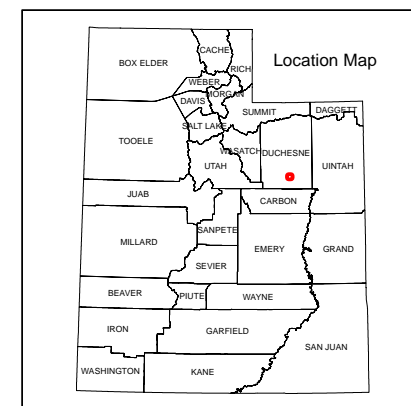 Location Map
CACHE
BOX ELDER
RICH
WEBER
MORGAN
DAVIS
SUMMIT
DAGGETT
SALT LAKE
TOOELE
WASATCH
DUCHESNE
UTAH
UINTAH
JUAB
CARBON
SANPETE
MILLARD
EMERY
GRAND
SEVIER
BEAVER
PIUTE
WAYNE
IRON
GARFIELD
SAN JUAN
WASHINGTON
KANE